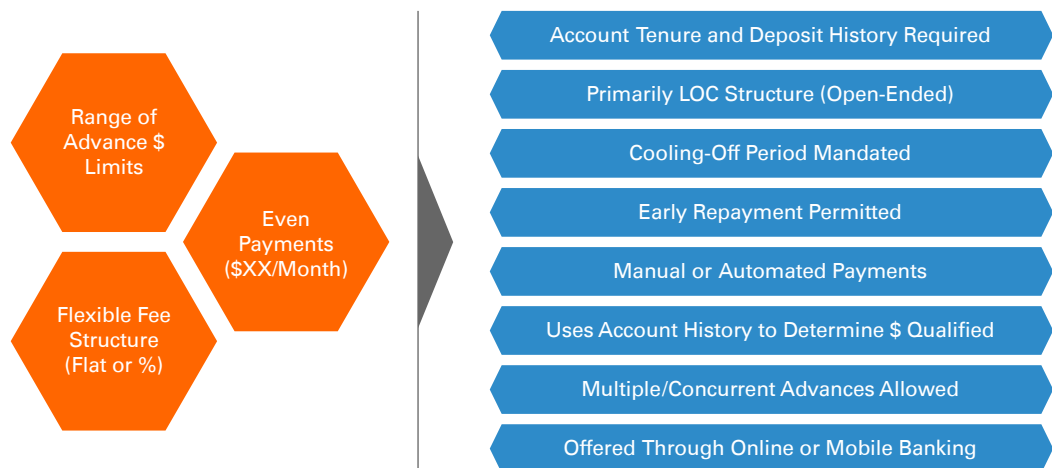 Range of
Advance $
Limits
Even
Payments
($XX/Month)
Flexible Fee
Structure
(Flat or %)
Account Tenure and Deposit History Required
Primarily LOC Structure (Open-Ended)
Cooling-Off Period Mandated
Early Repayment Permitted
Manual or Automated Payments
Uses Account History to Determine $ Qualified
Multiple/Concurrent Advances Allowed
Offered Through Online or Mobile Banking